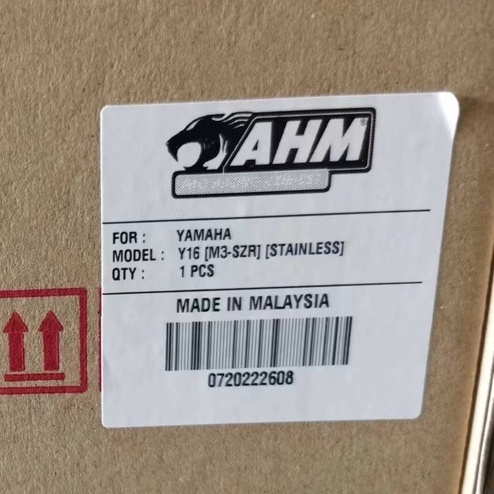 AHM
FOR : YAMAHA
MODEL : Y16 [M3-SZR] [STAINLESS]
QTY : 1 PCS
MADE IN MALAYSIA
0720222608